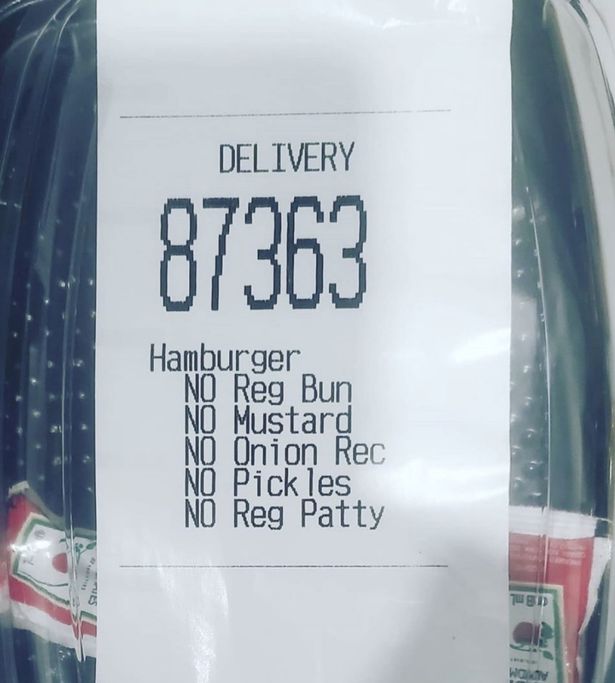 DELIVERY
87363
Hamburger
NO Reg Bun
NO Mustard
NO Onion Rec
NO Pickles
NO Reg Patty